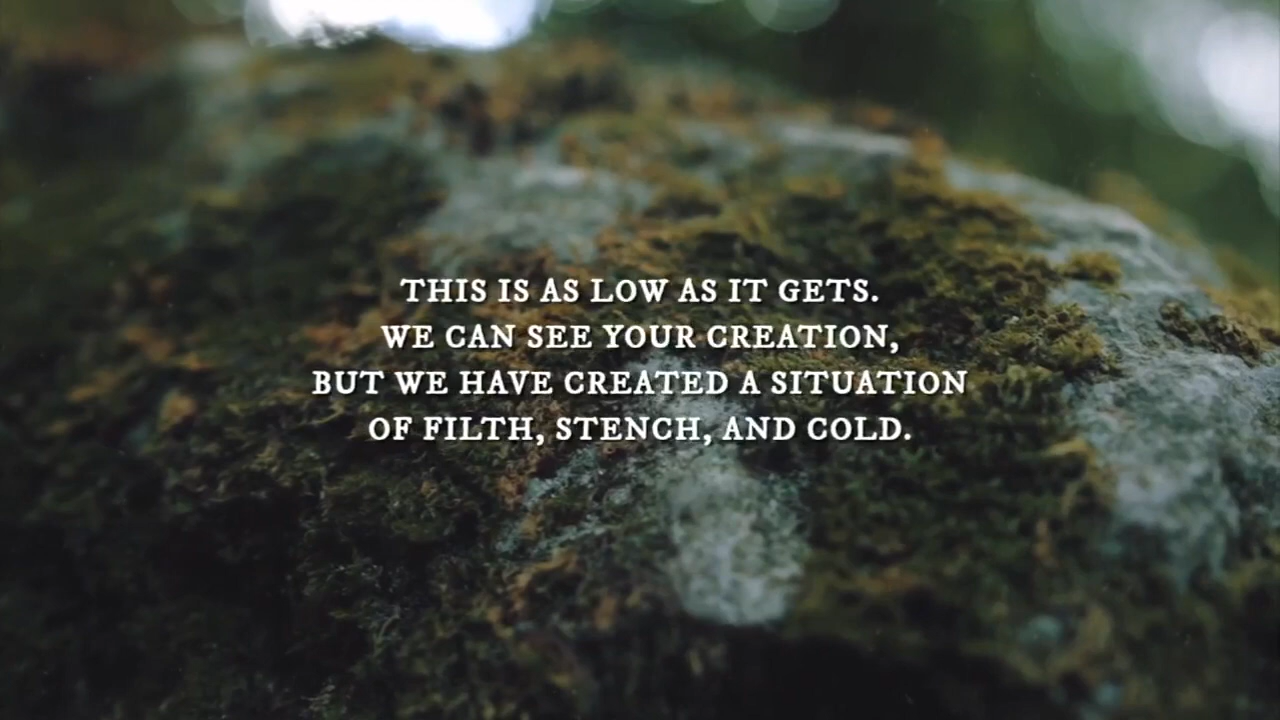 THIS IS AS LOW AS IT GETS.
WE CAN SEE YOUR CREATION,
BUT WE HAVE CREATED A SITUATION
OF FILTH, STENCH, AND COLD.